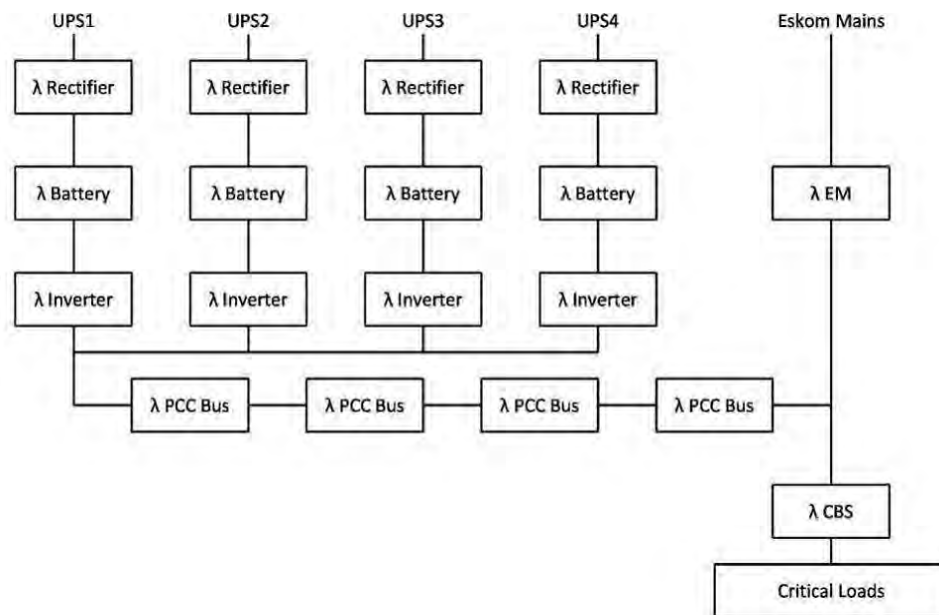 UPS1 UPS2 UPS3 UPS4 Eskom Mains
λ Rectifier λ Rectifier λ Rectifier λ Rectifier
λ Battery λ Battery λ Battery λ Battery λ EM
λ Inverter λ Inverter λ Inverter λ Inverter
λ PCC Bus λ PCC Bus λ PCC Bus λ PCC Bus
λ CBS
Critical Loads